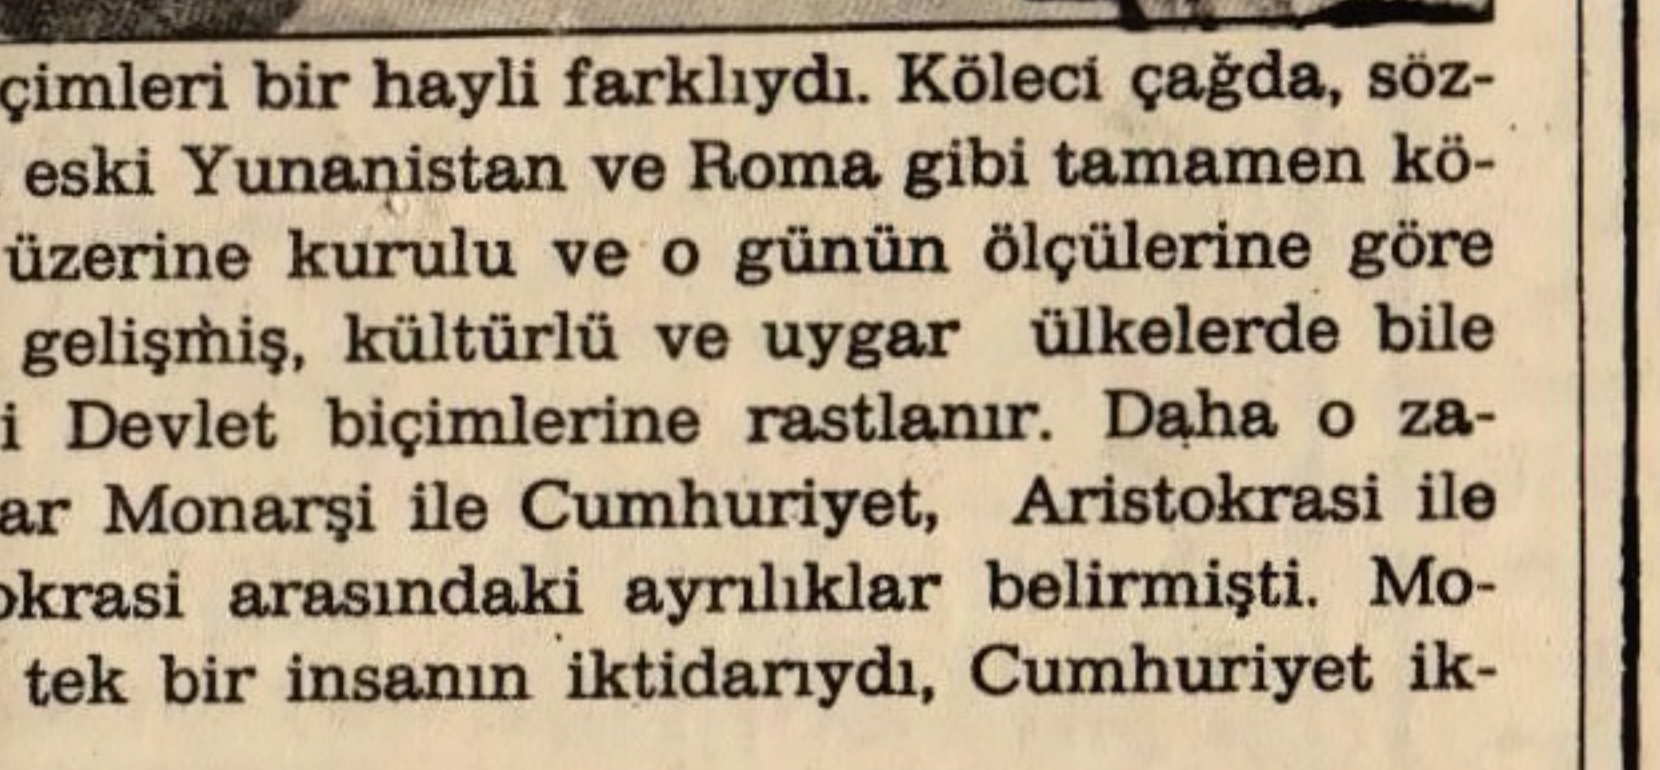 çimleri bir hayli farklıydı. Köleci çağda, söz-
eski Yunanistan ve Roma gibi tamamen kö-
üzerine kurulu ve o günün ölçülerine göre
gelişmiş, kültürlü ve uygar ülkelerde bile
i Devlet biçimlerine rastlanır. Daha o za-
ar Monarşi ile Cumhuriyet, Aristokrasi ile
okrasi arasındaki ayrılıklar belirmişti. Mo-
tek bir insanın iktidarıydı, Cumhuriyet ik-